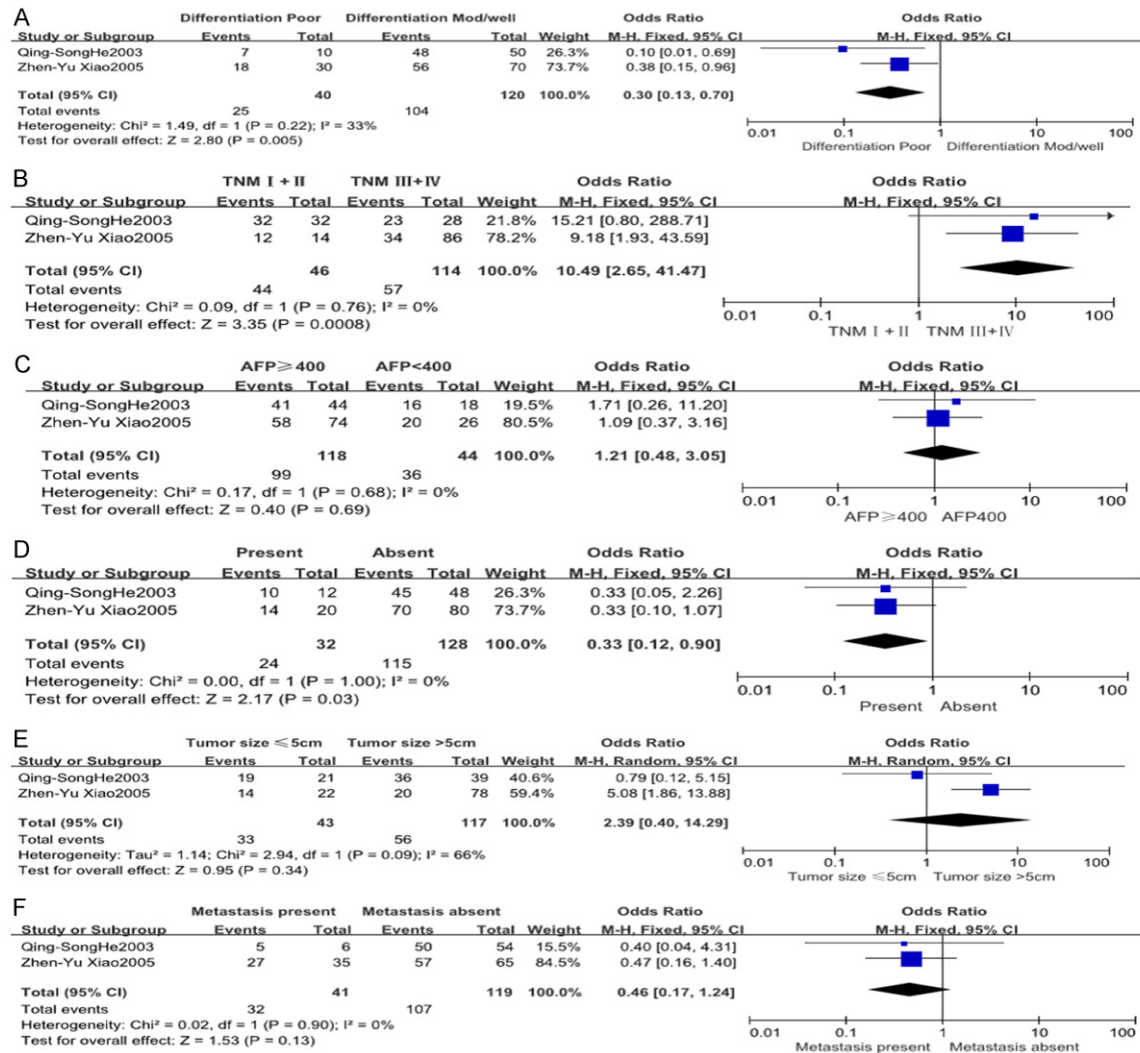 A
Differentiation Poor Differentiation Mod/well Odds Ratio Odds Ratio
Study or Subgroup Events Total Events Total Weight M-H, Fixed, 95% CI M-H, Fixed, 95% CI
Qing-SongHe2003 7 10 48 50 26.3% 0.10 [0.01, 0.69]
Zhen-Yu Xiao2005 18 30 56 70 73.7% 0.38 [0.15, 0.96]
Total (95% CI) 40 120 100.0% 0.30 [0.13, 0.70]
Total events 25 104
Heterogeneity: Chi² = 1.49, df = 1 (P = 0.22); I² = 33%
Test for overall effect: Z = 2.80 (P = 0.005)
0.01 0.1 1 10 100
Differentiation Poor Differentiation Mod/well
B
TNM I + II TNM III+IV Odds Ratio Odds Ratio
Study or Subgroup Events Total Events Total Weight M-H, Fixed, 95% CI M-H, Fixed, 95% CI
Qing-SongHe2003 32 32 23 28 21.8% 15.21 [0.80, 288.71]
Zhen-Yu Xiao2005 12 14 34 86 78.2% 9.18 [1.93, 43.59]
Total (95% CI) 46 114 100.0% 10.49 [2.65, 41.47]
Total events 44 57
Heterogeneity: Chi² = 0.09, df = 1 (P = 0.76); I² = 0%
Test for overall effect: Z = 3.35 (P = 0.0008)
0.01 0.1 1 10 100
TNM I + II TNM III+IV
C
AFP≥400 AFP<400 Odds Ratio Odds Ratio
Study or Subgroup Events Total Events Total Weight M-H, Fixed, 95% CI M-H, Fixed, 95% CI
Qing-SongHe2003 41 44 16 18 19.5% 1.71 [0.26, 11.20]
Zhen-Yu Xiao2005 58 74 20 26 80.5% 1.09 [0.37, 3.16]
Total (95% CI) 118 44 100.0% 1.21 [0.48, 3.05]
Total events 99 36
Heterogeneity: Chi² = 0.17, df = 1 (P = 0.68); I² = 0%
Test for overall effect: Z = 0.40 (P = 0.69)
0.01 0.1 1 10 100
AFP≥400 AFP400
D
Present Absent Odds Ratio Odds Ratio
Study or Subgroup Events Total Events Total Weight M-H, Fixed, 95% CI M-H, Fixed, 95% CI
Qing-SongHe2003 10 12 45 48 26.3% 0.33 [0.05, 2.26]
Zhen-Yu Xiao2005 14 20 70 80 73.7% 0.33 [0.10, 1.07]
Total (95% CI) 32 128 100.0% 0.33 [0.12, 0.90]
Total events 24 115
Heterogeneity: Chi² = 0.00, df = 1 (P = 1.00); I² = 0%
Test for overall effect: Z = 2.17 (P = 0.03)
0.01 0.1 1 10 100
Present Absent
E
Tumor size ≤5cm Tumor size >5cm Odds Ratio Odds Ratio
Study or Subgroup Events Total Events Total Weight M-H, Random, 95% CI M-H, Random, 95% CI
Qing-SongHe2003 19 21 36 39 40.6% 0.79 [0.12, 5.15]
Zhen-Yu Xiao2005 14 22 20 78 59.4% 5.08 [1.86, 13.88]
Total (95% CI) 43 117 100.0% 2.39 [0.40, 14.29]
Total events 33 56
Heterogeneity: Tau² = 1.14; Chi² = 2.94, df = 1 (P = 0.09); I² = 66%
Test for overall effect: Z = 0.95 (P = 0.34)
0.01 0.1 1 10 100
Tumor size ≤5cm Tumor size >5cm
F
Metastasis present Metastasis absent Odds Ratio Odds Ratio
Study or Subgroup Events Total Events Total Weight M-H, Fixed, 95% CI M-H, Fixed, 95% CI
Qing-SongHe2003 5 6 50 54 15.5% 0.40 [0.04, 4.31]
Zhen-Yu Xiao2005 27 35 57 65 84.5% 0.47 [0.16, 1.40]
Total (95% CI) 41 119 100.0% 0.46 [0.17, 1.24]
Total events 32 107
Heterogeneity: Chi² = 0.02, df = 1 (P = 0.90); I² = 0%
Test for overall effect: Z = 1.53 (P = 0.13)
0.01 0.1 1 10 100
Metastasis present Metastasis absent